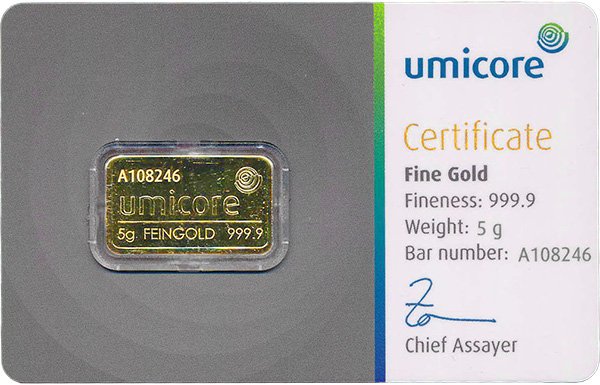 A108246
umicore
5g FEINGOLD 999.9
umicore
Certificate
Fine Gold
Fineness: 999.9
Weight: 5 g
Bar number: A108246
Chief Assayer